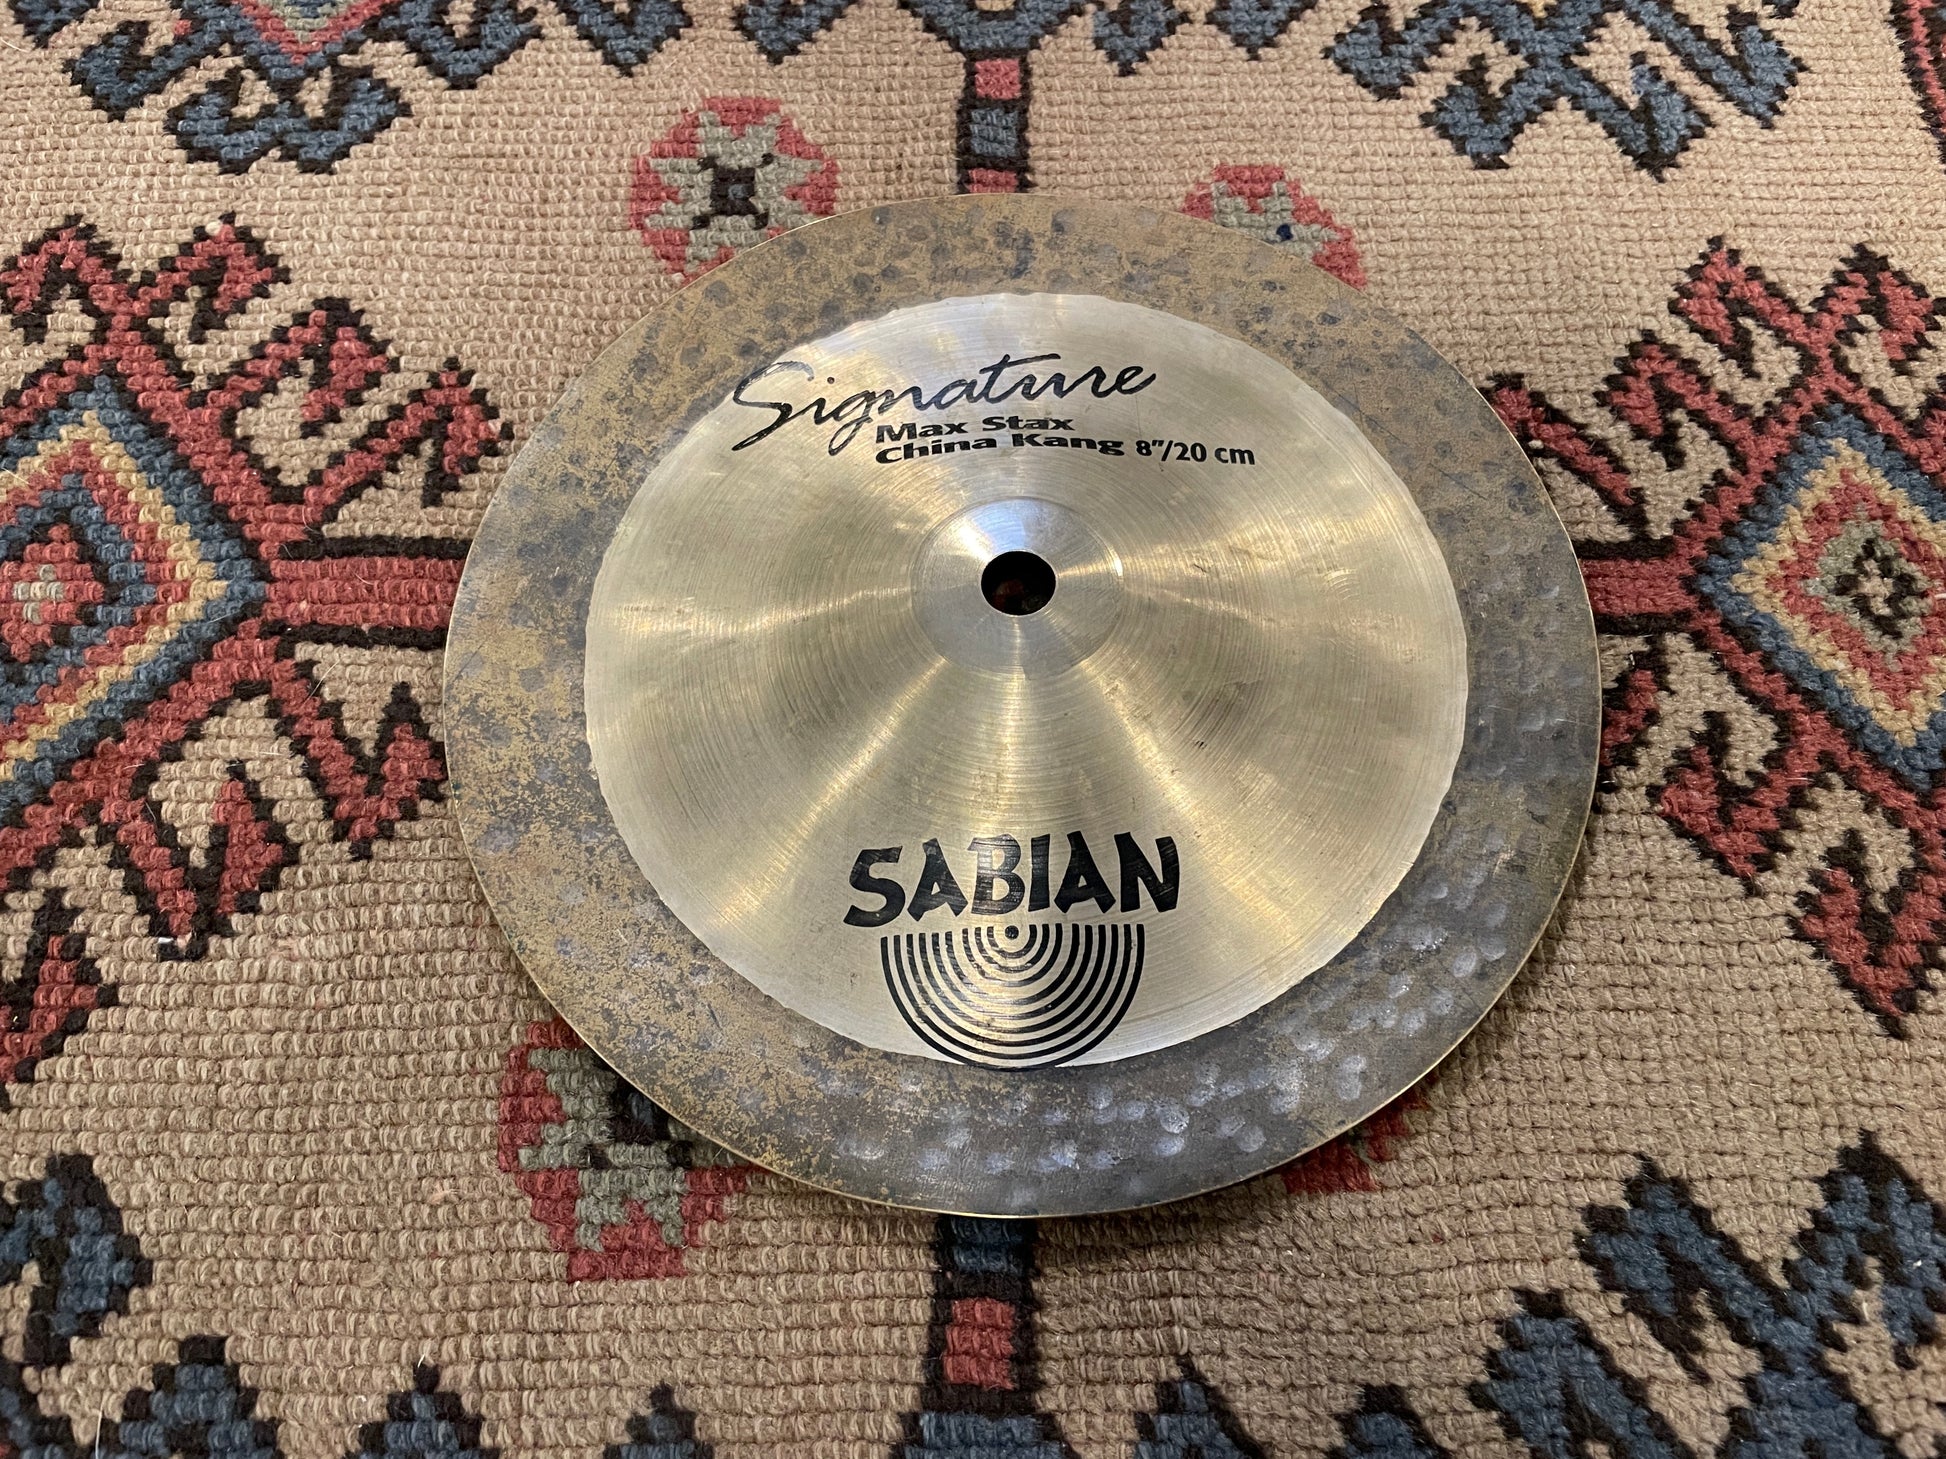 Signature
Max Stax
China Kang 8"/20 cm
SABIAN